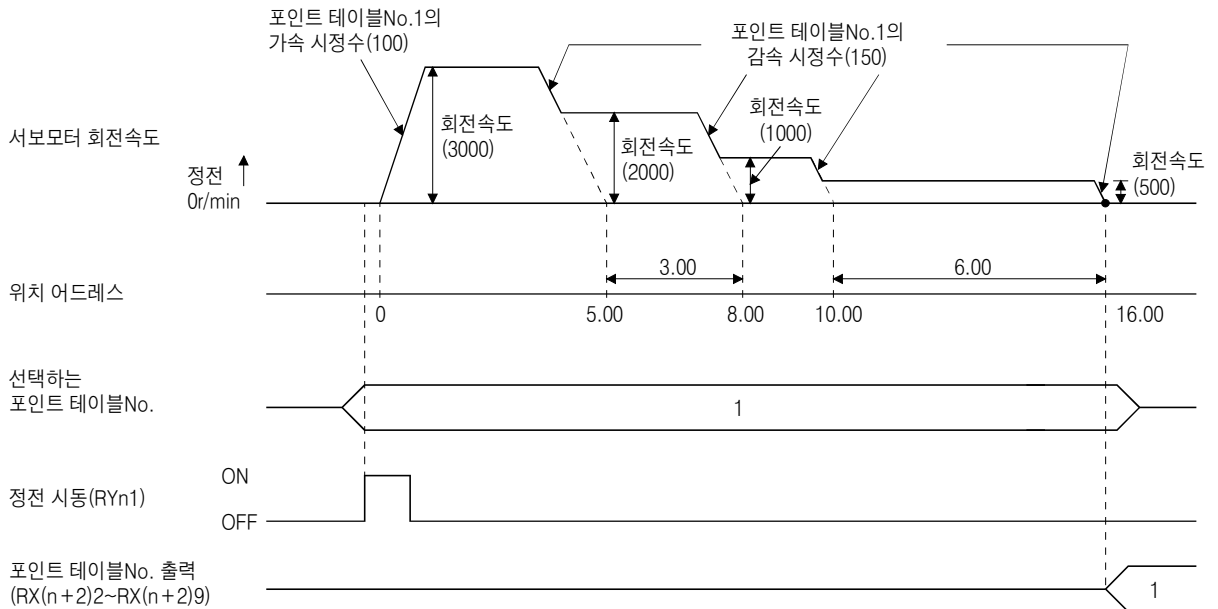 포인트 테이블No.1의
가속 시정수(100)
포인트 테이블No.1의
감속 시정수(150)
서보모터 회전속도
정전
0r/min
회전속도
(3000)
회전속도
(2000)
회전속도
(1000)
회전속도
(500)
3.00
6.00
위치 어드레스
0
5.00
8.00
10.00
16.00
선택하는
포인트 테이블No.
1
정전 시동(RYn1)
ON
OFF
포인트 테이블No. 출력
(RX(n+2)2~RX(n+2)9)
1